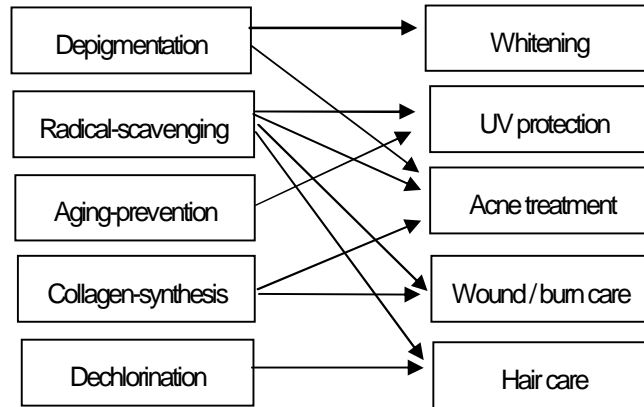 Depigmentation
Radical-scavenging
Aging-prevention
Collagen-synthesis
Dechlorination
Whitening
UV protection
Acne treatment
Wound / burn care
Hair care